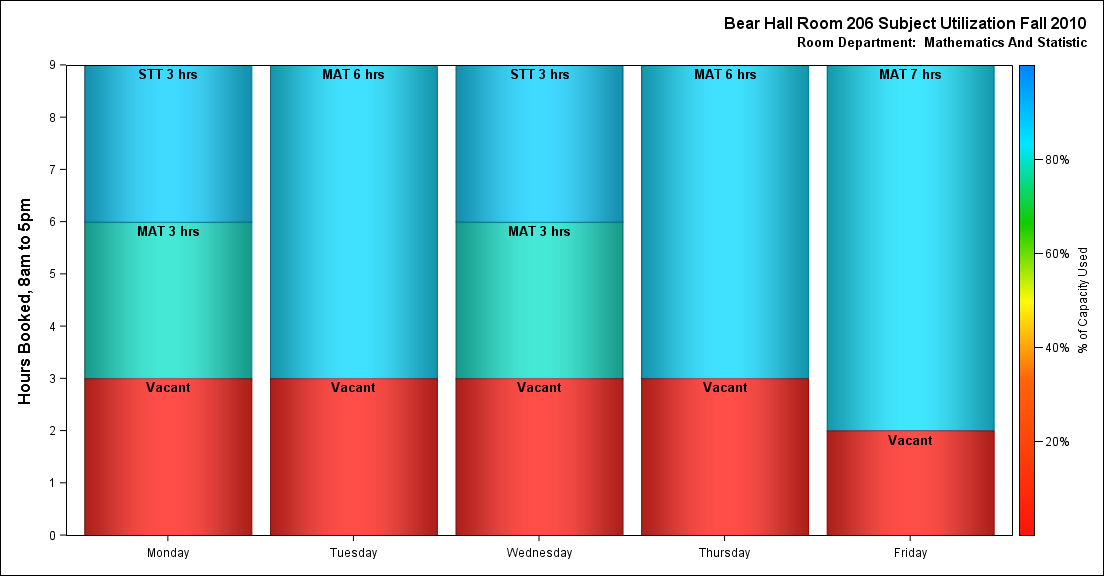 Bear Hall Room 206 Subject Utilization Fall 2010
Room Department:  Mathematics And Statistic
Hours Booked, 8am to 5pm
9
8
7
6
5
4
3
2
1
0
STT 3 hrs
MAT 3 hrs
Vacant
MAT 6 hrs
Vacant
STT 3 hrs
MAT 3 hrs
Vacant
MAT 6 hrs
Vacant
MAT 7 hrs
Vacant
Monday
Tuesday
Wednesday
Thursday
Friday
80%
60%
40%
20%
% of Capacity Used